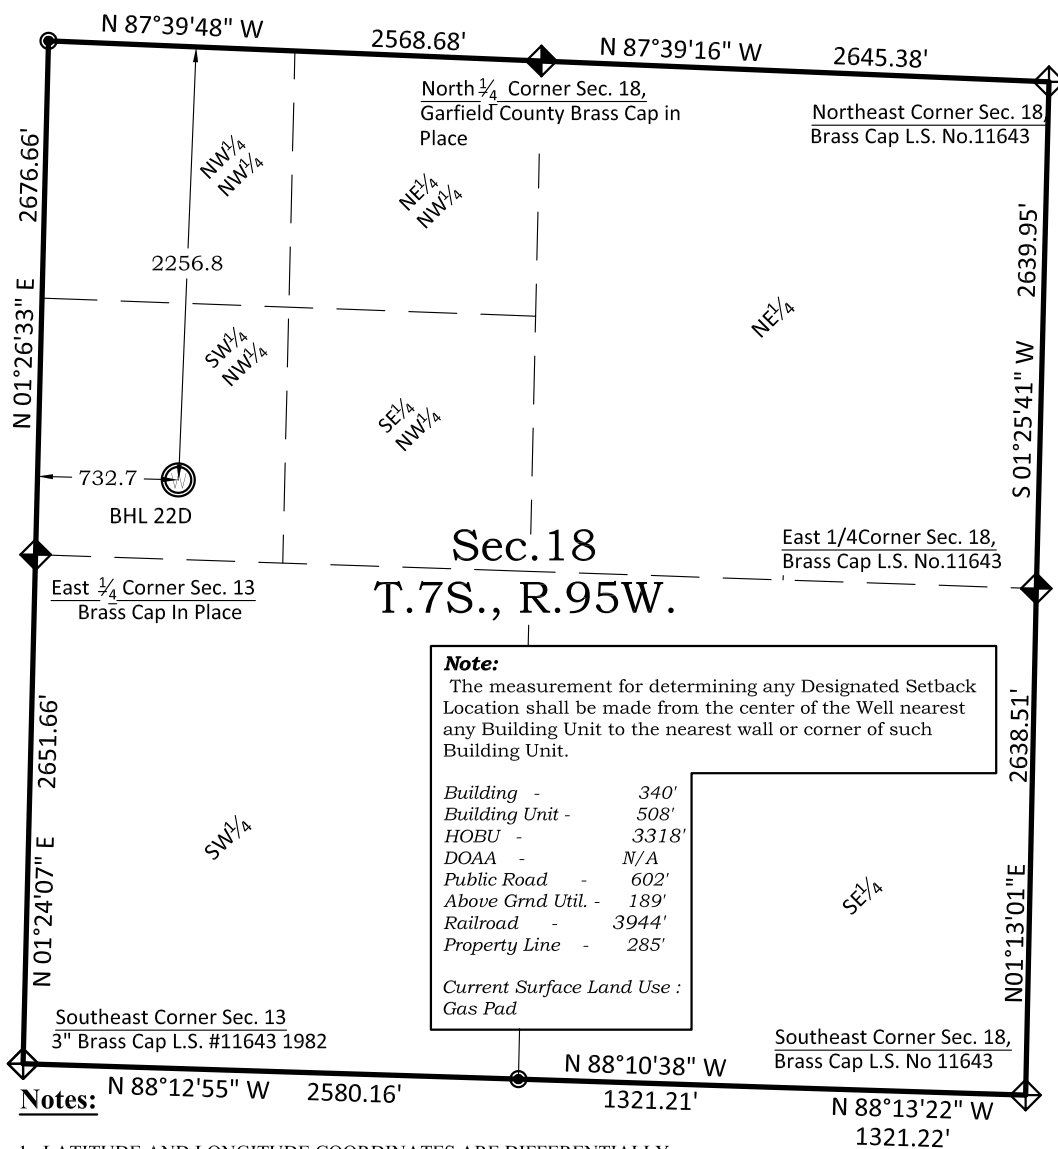 N 87°39'48" W
2568.68'
N 87°39'16" W
2645.38'
North 1/4 Corner Sec. 18,
Garfield County Brass Cap in
Place
Northeast Corner Sec. 18,
Brass Cap L.S. No.11643
2676.66'
N 01°26'33" E
NW1/4
NW1/4
NE1/4
NW1/4
2256.8
SW1/4
NW1/4
SE1/4
NW1/4
NE1/4
2639.95'
S 01°25'41" W
732.7
BHL 22D
East 1/4Corner Sec. 18,
Brass Cap L.S. No.11643
Sec.18
T.7S., R.95W.
East 1/4 Corner Sec. 13
Brass Cap In Place
Note:
The measurement for determining any Designated Setback
Location shall be made from the center of the Well nearest
any Building Unit to the nearest wall or corner of such
Building Unit.
Building - 340'
Building Unit - 508'
HOBU - 3318'
DOAA - N/A
Public Road - 602'
Above Grnd Util. - 189'
Railroad - 3944'
Property Line - 285'
Current Surface Land Use :
Gas Pad
2651.66'
N 01°24'07" E
SW1/4
SE1/4
2638.51'
N01°13'01"E
Southeast Corner Sec. 13
3" Brass Cap L.S. #11643 1982
Southeast Corner Sec. 18,
Brass Cap L.S. No 11643
N 88°12'55" W
2580.16'
N 88°10'38" W
1321.21'
N 88°13'22" W
1321.22'
Notes:
1. LATITUDE AND LONGITUDE COORDINATES ARE DIFFERENTIALLY